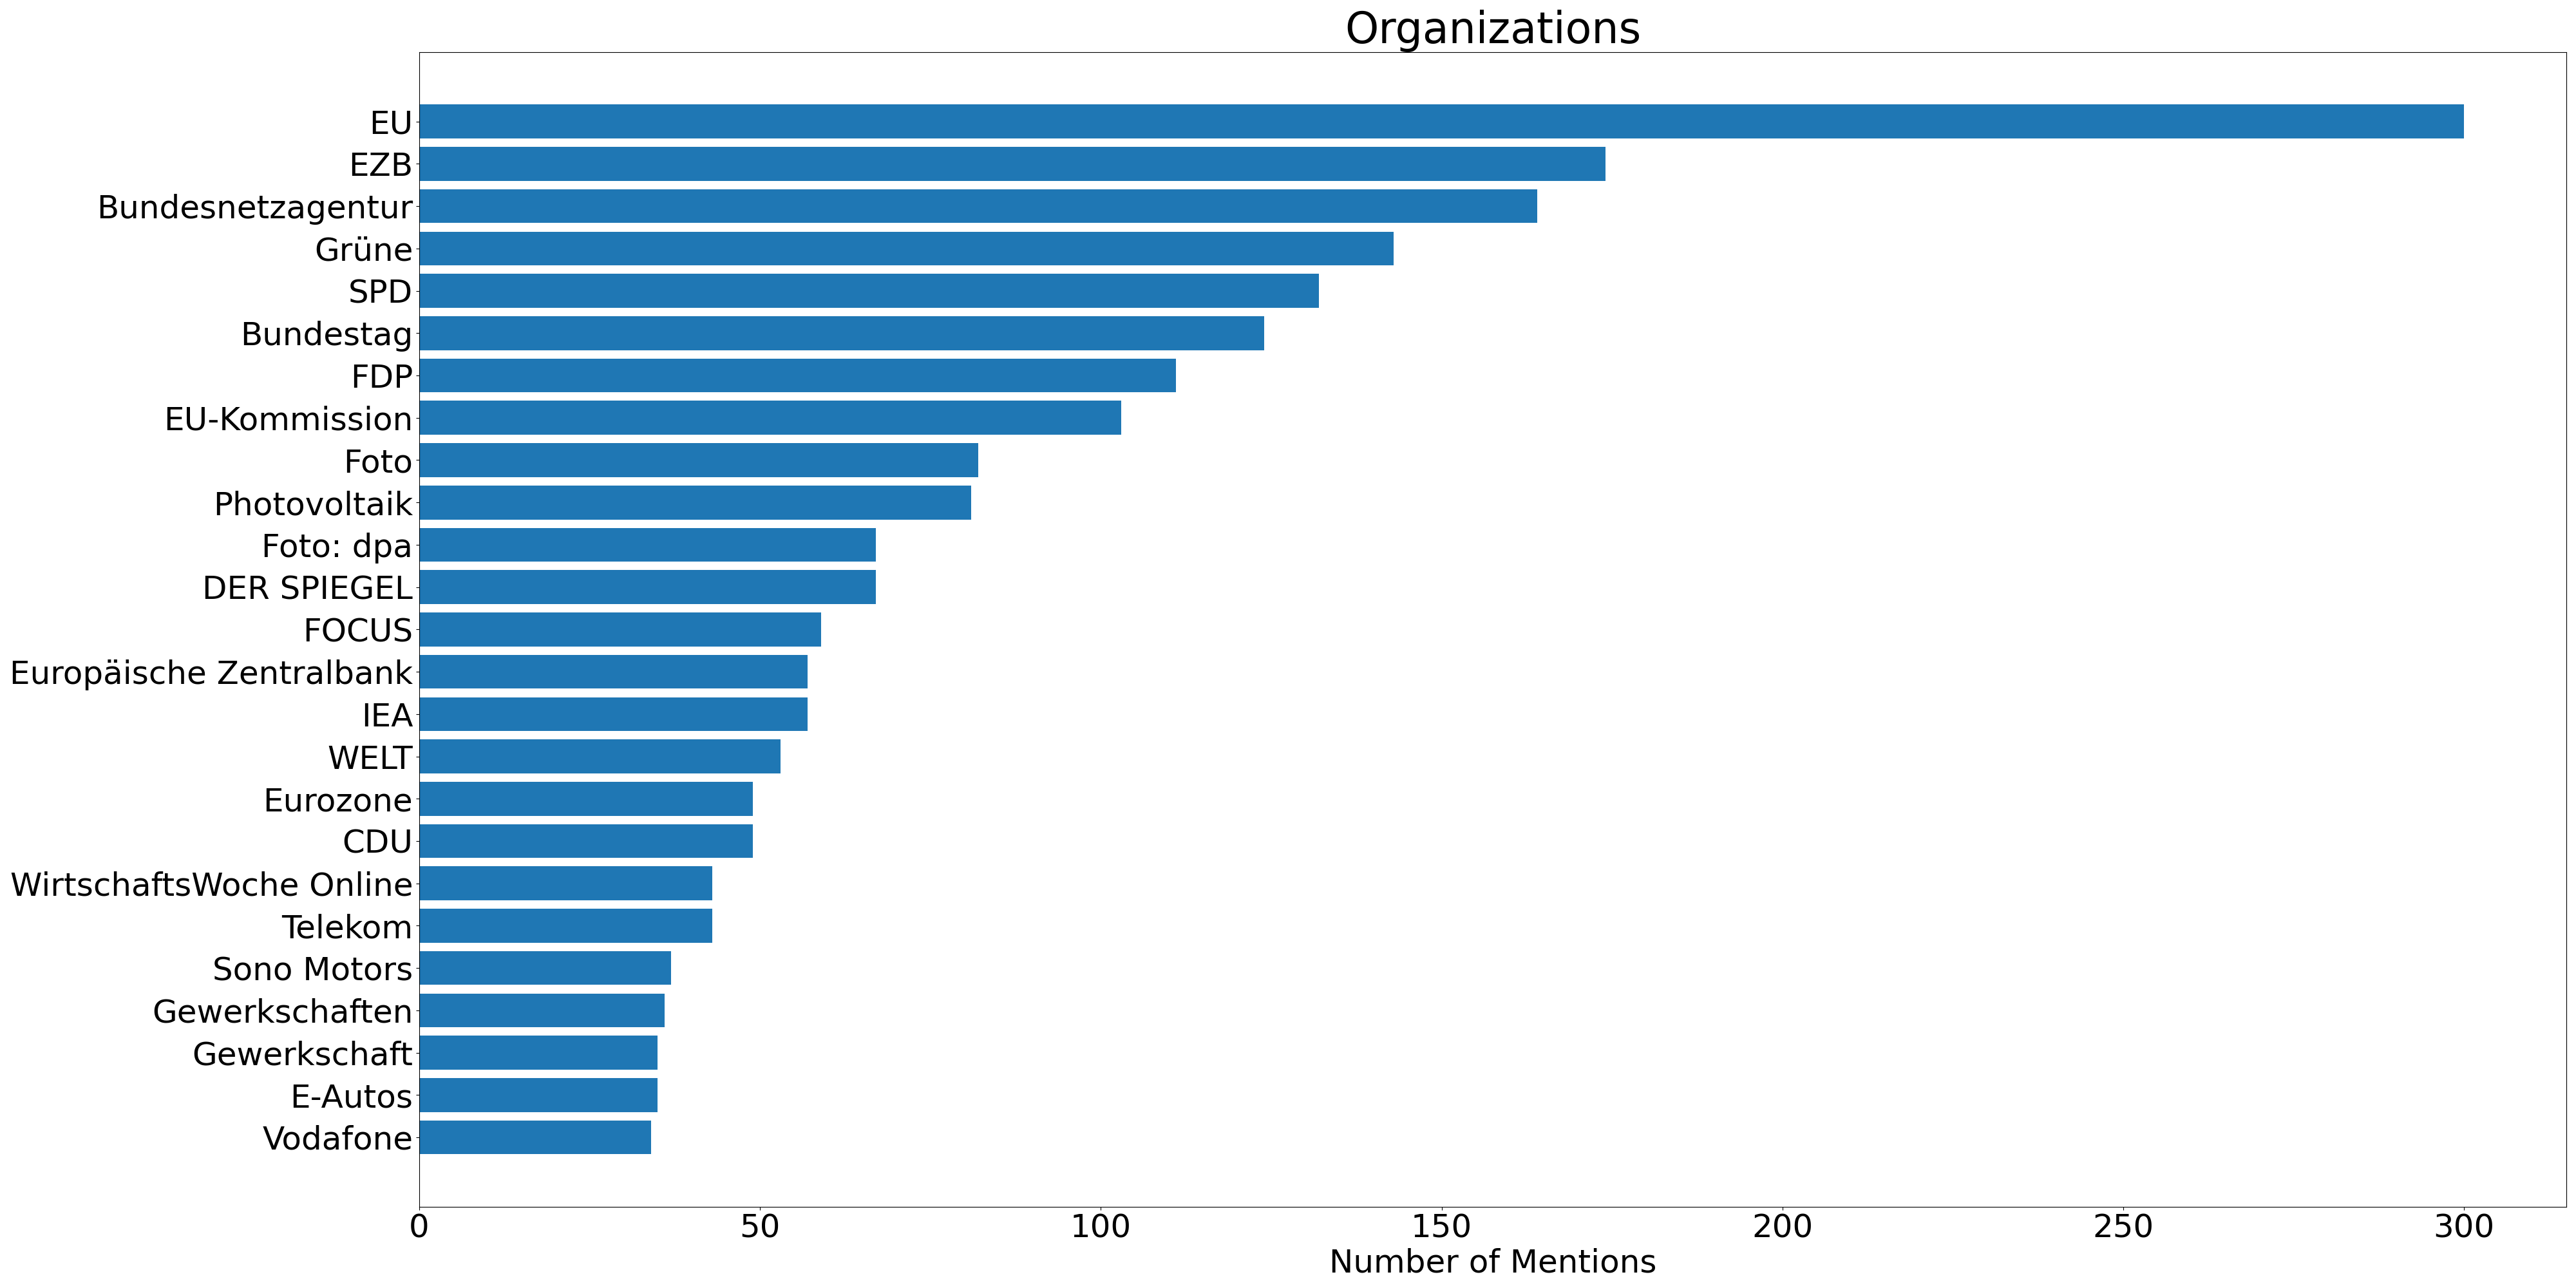 Organizations
EU
EZB
Bundesnetzagentur
Grüne
SPD
Bundestag
FDP
EU-Kommission
Foto
Photovoltaik
Foto: dpa
DER SPIEGEL
FOCUS
Europäische Zentralbank
IEA
WELT
Eurozone
CDU
WirtschaftsWoche Online
Telekom
Sono Motors
Gewerkschaften
Gewerkschaft
E-Autos
Vodafone
0 50 100 150 200 250 300
Number of Mentions